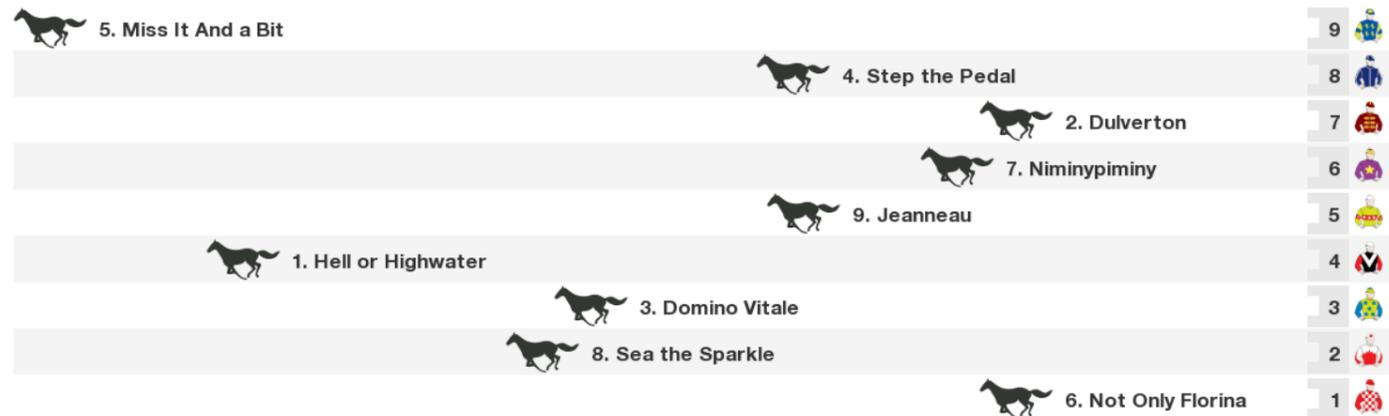 5. Miss It And a Bit 9
4. Step the Pedal 8
2. Dulverton 7
7. Niminypiminy 6
9. Jeanneau 5
1. Hell or Highwater 4
3. Domino Vitale 3
8. Sea the Sparkle 2
6. Not Only Florina 1